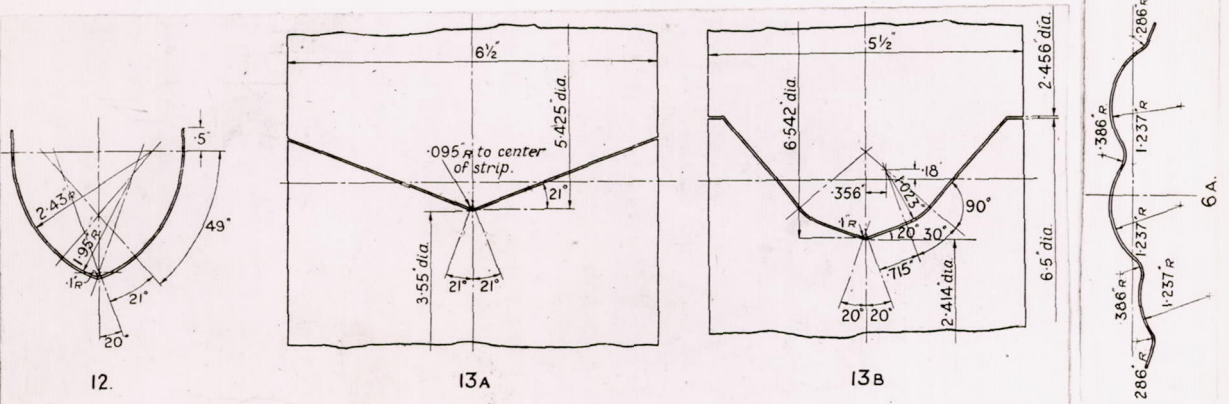 ·5"
2·43"R
1·95"R
·1"R
49°
21°
20°
12.
6½"
·095"R to center
of strip.
5·425" dia.
21°
3·55" dia.
21° 21°
13A
5½"
2·456" dia.
6·542" dia.
·18"
·356"
1·023"
90°
·1"R
20° 30°
·715"
2·414" dia.
6·5" dia.
20° 20°
13B
·286"R
·386"R
1·237"R
1·237"R
·386"R
1·237"R
·286"R
6A.